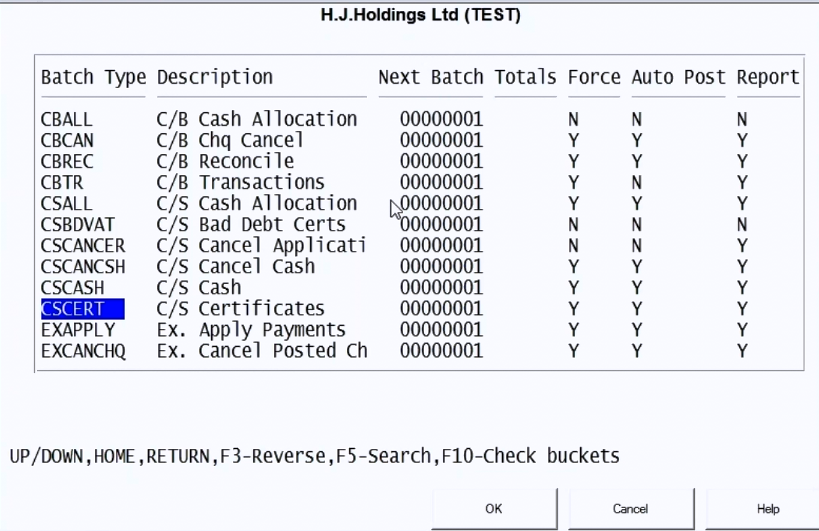 H.J.Holdings Ltd (TEST)
Batch Type Description Next Batch Totals Force Auto Post Report
CBALL C/B Cash Allocation 00000001 N N N
CBCAN C/B Chq Cancel 00000001 Y Y Y
CBREC C/B Reconcile 00000001 Y Y Y
CBTR C/B Transactions 00000001 Y N Y
CSALL C/S Cash Allocation 00000001 Y Y Y
CSBDVAT C/S Bad Debt Certs 00000001 N N N
CSCANCER C/S Cancel Applicati 00000001 N N Y
CSCANCSH C/S Cancel Cash 00000001 Y Y Y
CSCASH C/S Cash 00000001 Y Y Y
CSCERT C/S Certificates 00000001 Y Y Y
EXAPPLY Ex. Apply Payments 00000001 Y Y Y
EXCANCHQ Ex. Cancel Posted Ch 00000001 Y Y Y
UP/DOWN,HOME,RETURN,F3-Reverse,F5-Search,F10-Check buckets
OK Cancel Help